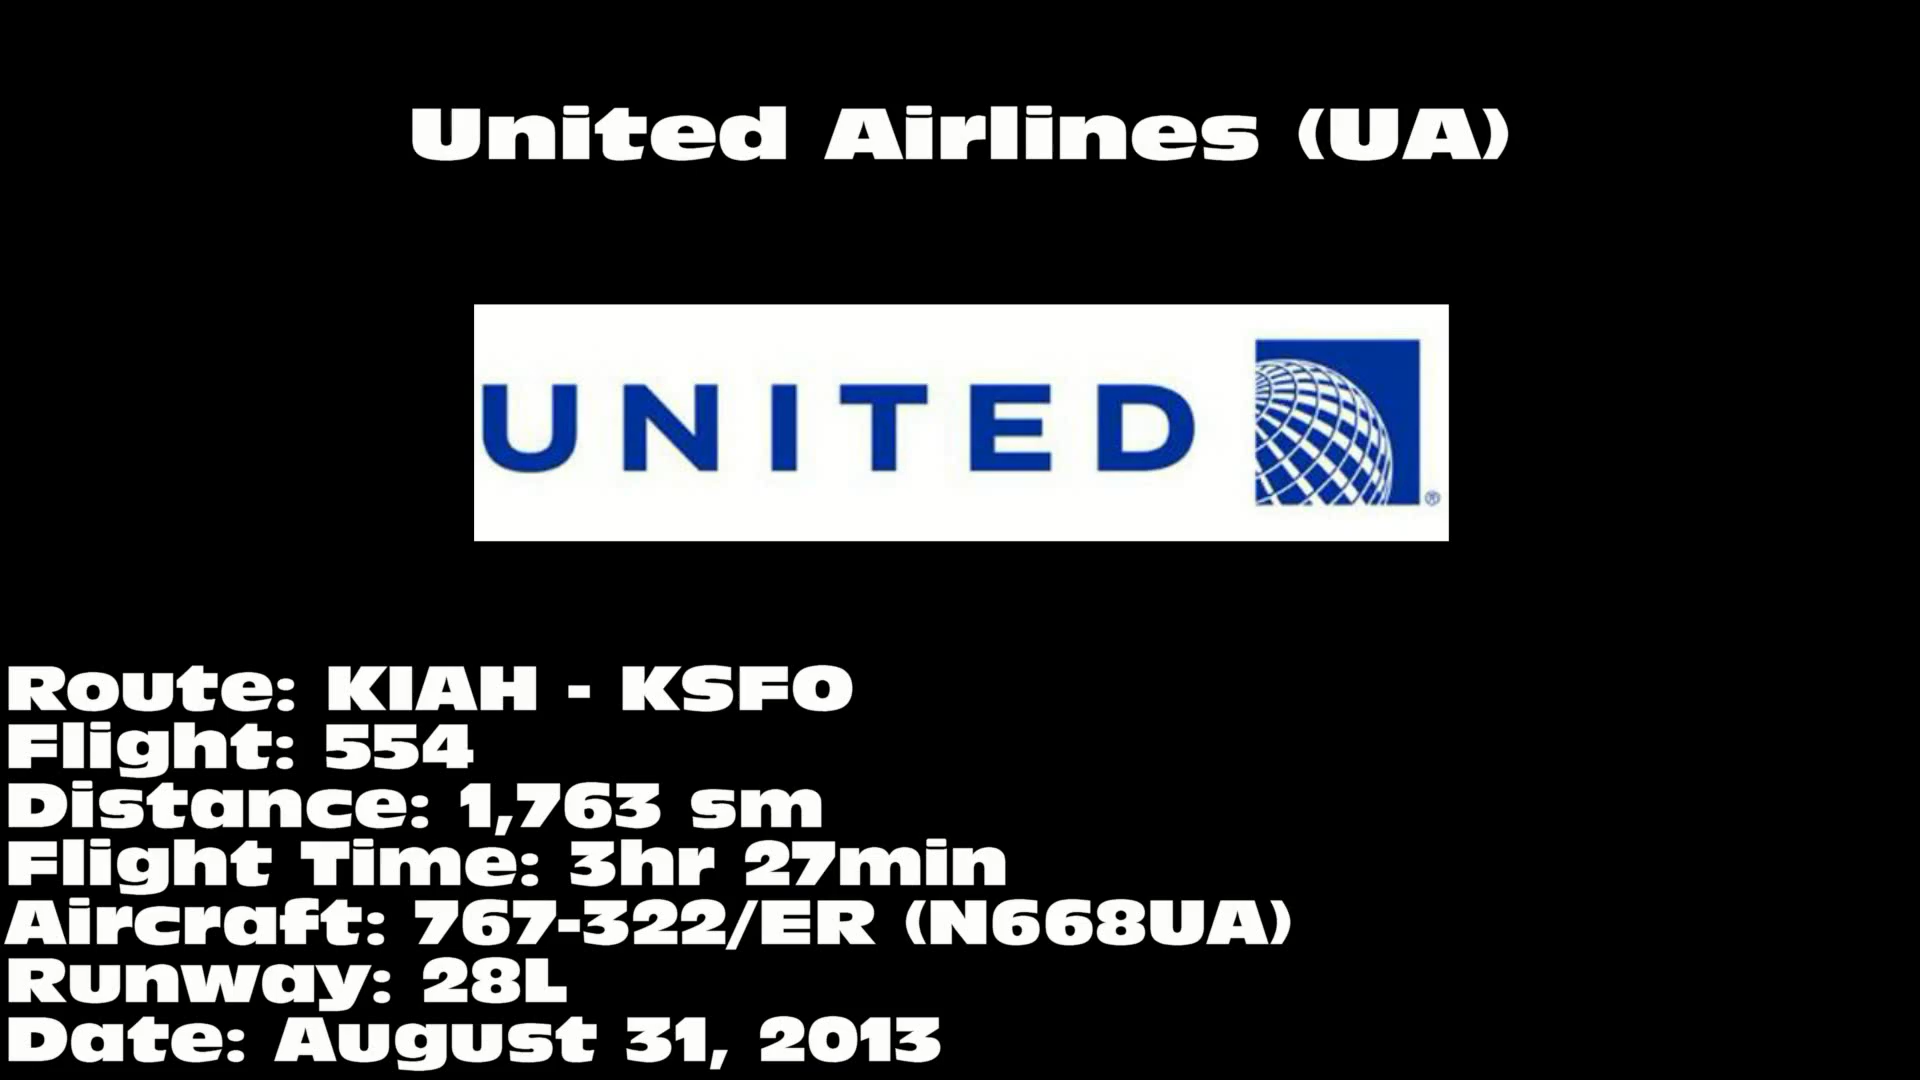 United Airlines (UA)
UNITED ®
Route: KIAH - KSFO
Flight: 554
Distance: 1,763 sm
Flight Time: 3hr 27min
Aircraft: 767-322/ER (N668UA)
Runway: 28L
Date: August 31, 2013